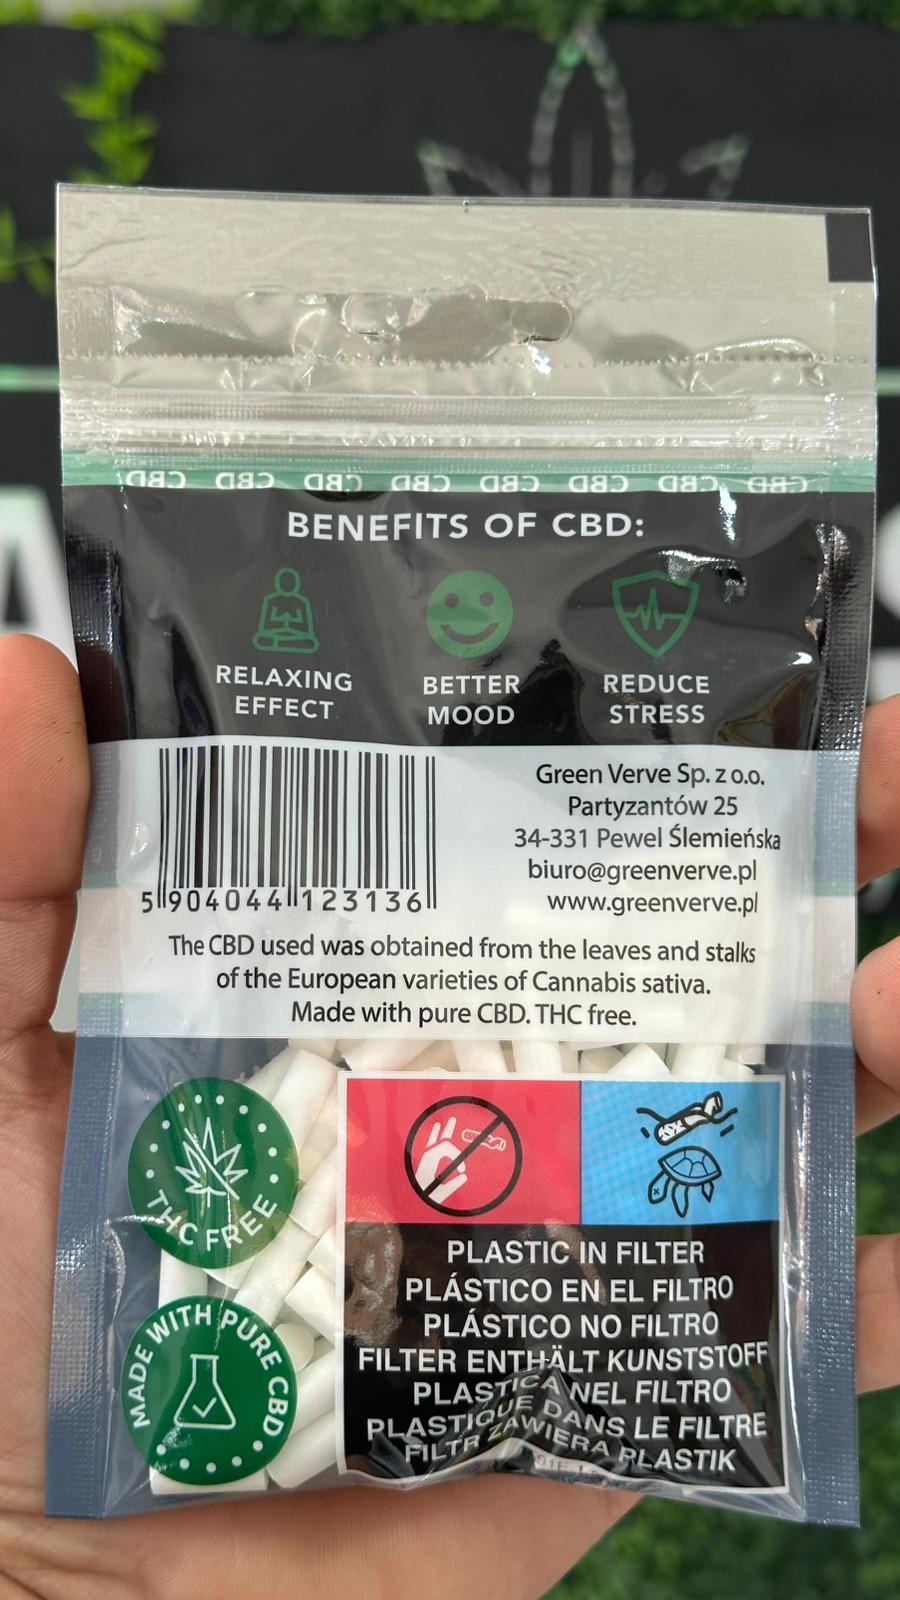 CBD CBD CBD CBD CBD CBD CBD CBD
BENEFITS OF CBD:
RELAXING
EFFECT
BETTER
MOOD
REDUCE
STRESS
5 904044 123136
Green Verve Sp. z o.o.
Partyzantów 25
34-331 Pewel Ślemieńska
biuro@greenverve.pl
www.greenverve.pl
The CBD used was obtained from the leaves and stalks
of the European varieties of Cannabis sativa.
Made with pure CBD. THC free.
THC FREE
MADE WITH PURE CBD
PLASTIC IN FILTER
PLÁSTICO EN EL FILTRO
PLÁSTICO NO FILTRO
FILTER ENTHÄLT KUNSTSTOFF
PLASTICA NEL FILTRO
PLASTIQUE DANS LE FILTRE
FILTR ZAWIERA PLASTIK